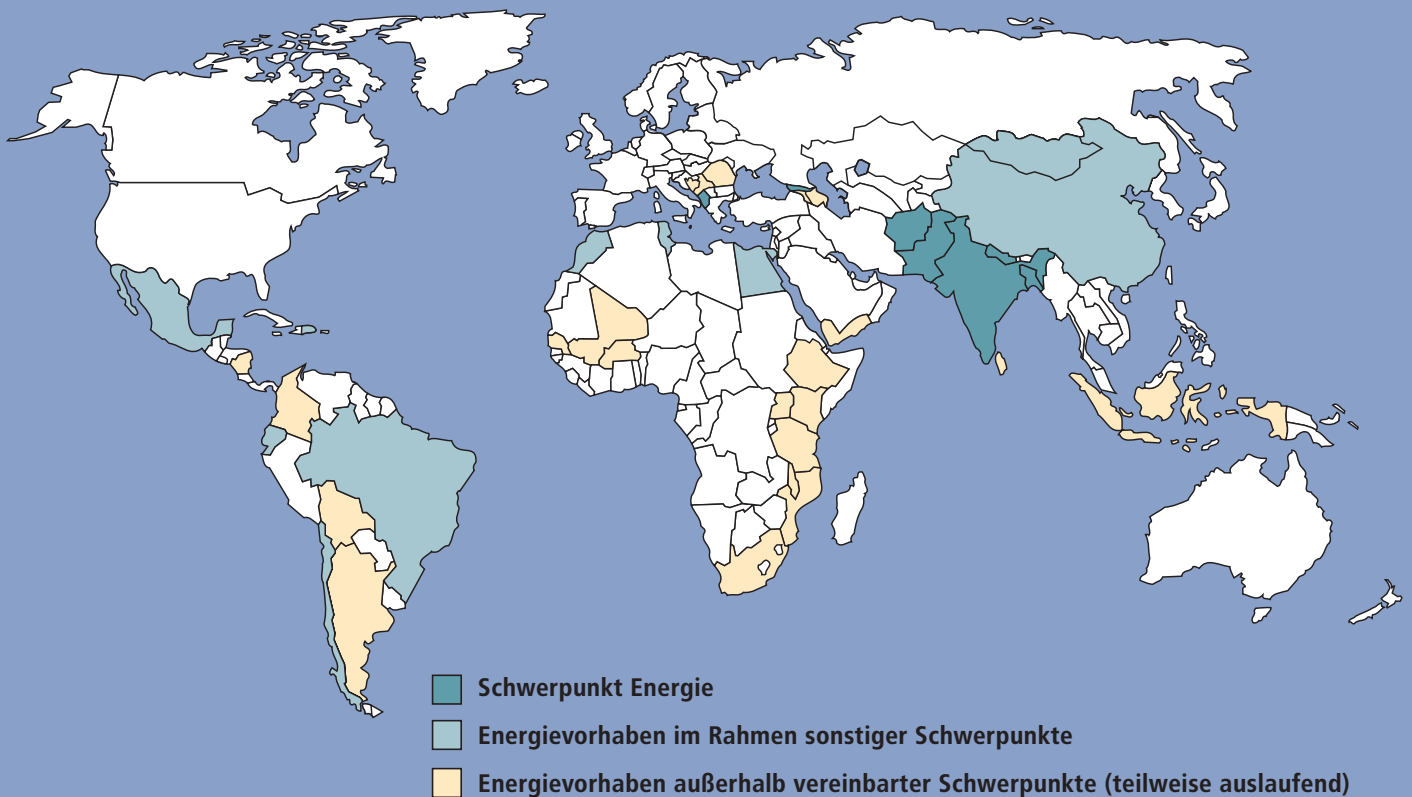 Schwerpunkt Energie
Energievorhaben im Rahmen sonstiger Schwerpunkte
Energievorhaben außerhalb vereinbarter Schwerpunkte (teilweise auslaufend)